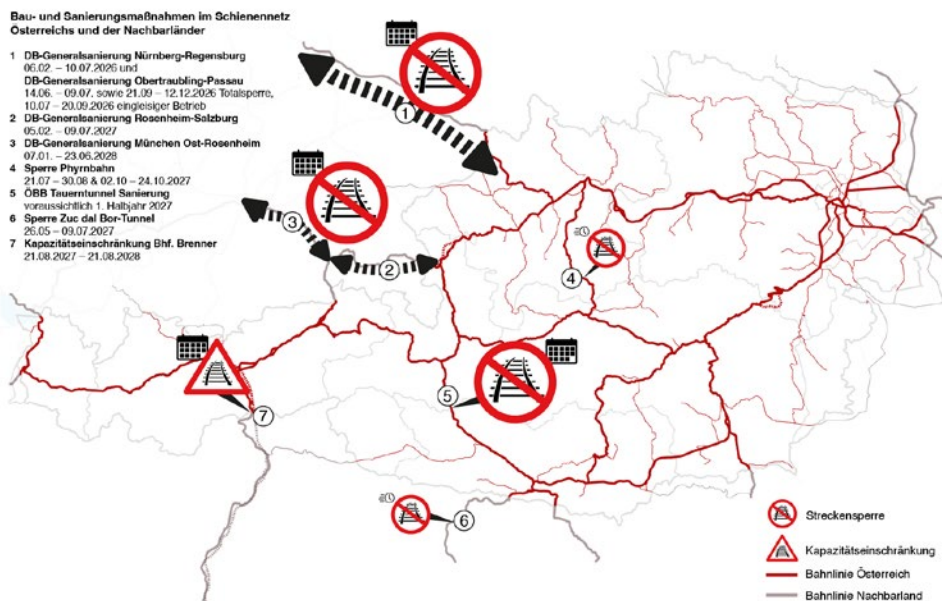 Bau- und Sanierungsmaßnahmen im Schienennetz
Österreichs und der Nachbarländer
1 DB-Generalsanierung Nürnberg-Regensburg
06.02. – 10.07.2026 und
DB-Generalsanierung Obertraubling-Passau
14.06. – 09.07. sowie 21.09 – 12.12.2026 Totalsperre,
10.07 – 20.09.2026 eingleisiger Betrieb
2 DB-Generalsanierung Rosenheim-Salzburg
05.02. – 09.07.2027
3 DB-Generalsanierung München Ost-Rosenheim
07.01. – 23.06.2028
4 Sperre Phyrnbahn
21.07 – 30.08 & 02.10 – 24.10.2027
5 ÖBB Tauerntunnel Sanierung
voraussichtlich 1. Halbjahr 2027
6 Sperre Zuc dal Bor-Tunnel
26.05 – 09.07.2027
7 Kapazitätseinschränkung Bhf. Brenner
21.08.2027 – 21.08.2028
1
3
2
4
5
7
6
Streckensperre
Kapazitätseinschränkung
Bahnlinie Österreich
Bahnlinie Nachbarland